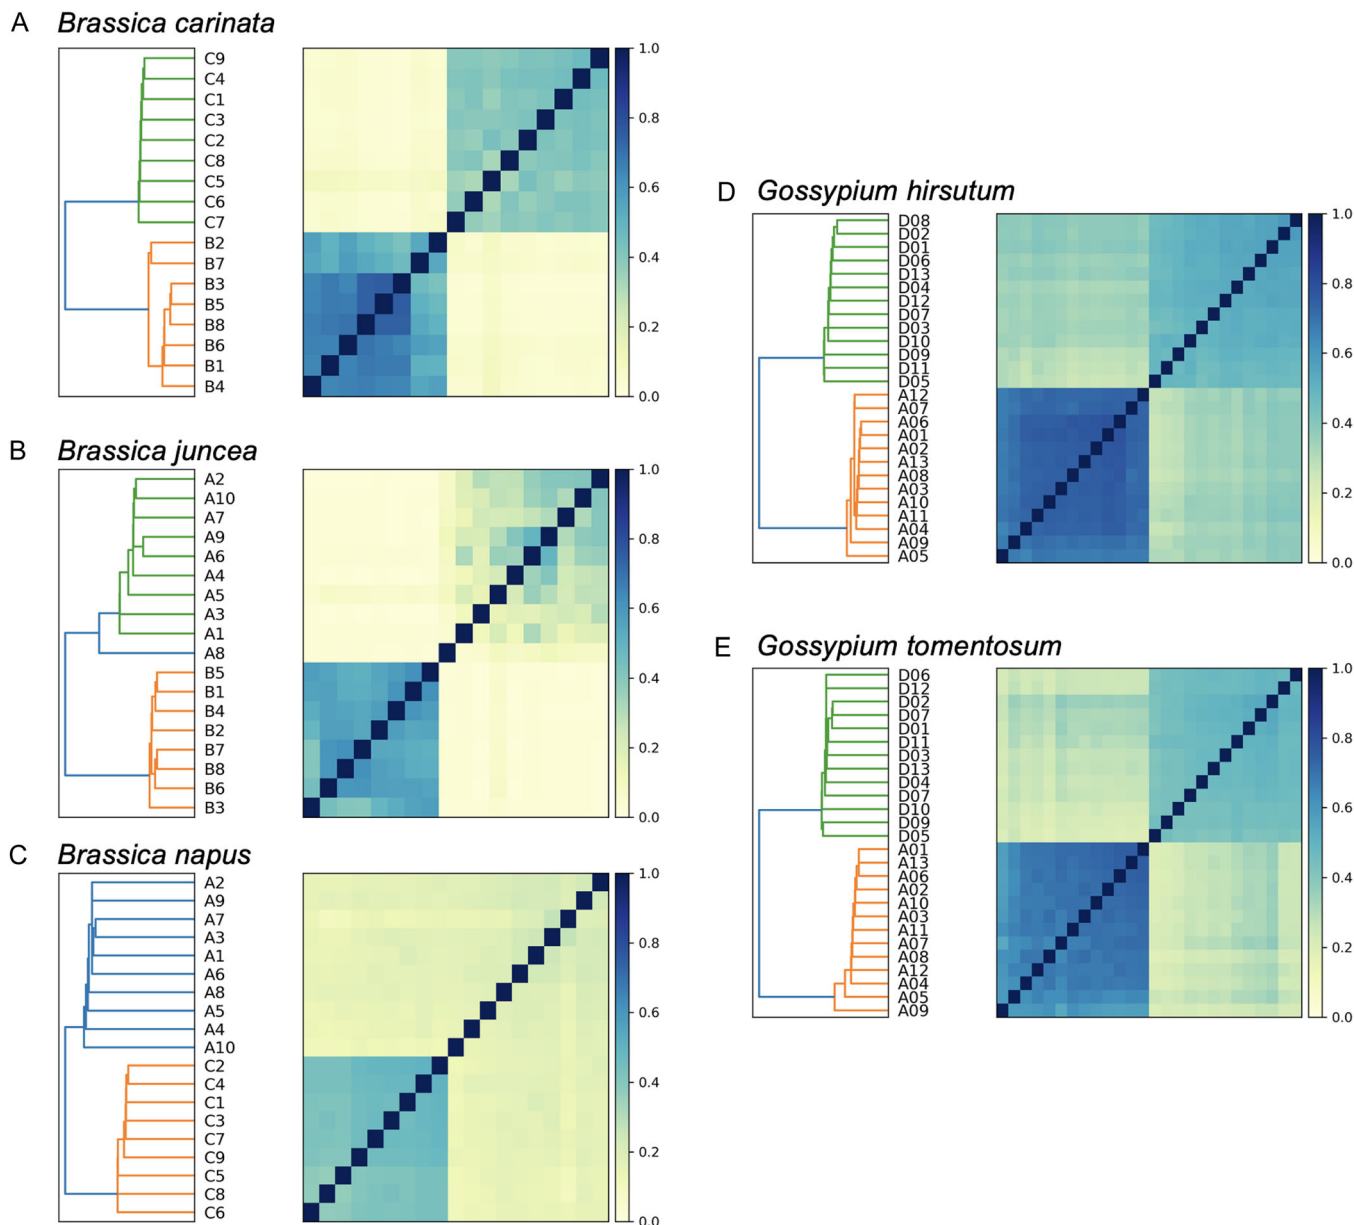 A Brassica carinata
C9
C4
C1
C3
C2
C8
C5
C6
C7
B2
B7
B3
B5
B8
B6
B1
B4
1.0
0.8
0.6
0.4
0.2
0.0
B Brassica juncea
A2
A10
A7
A9
A6
A4
A5
A3
A1
A8
B5
B1
B4
B2
B7
B8
B6
B3
1.0
0.8
0.6
0.4
0.2
0.0
C Brassica napus
A2
A9
A7
A3
A1
A6
A8
A5
A4
A10
C2
C4
C1
C3
C7
C9
C5
C8
C6
1.0
0.8
0.6
0.4
0.2
0.0
D Gossypium hirsutum
D08
D02
D01
D06
D13
D04
D12
D07
D03
D10
D09
D11
D05
A12
A07
A06
A01
A02
A13
A08
A03
A10
A11
A04
A09
A05
1.0
0.8
0.6
0.4
0.2
0.0
E Gossypium tomentosum
D06
D12
D02
D07
D01
D11
D03
D13
D04
D07
D10
D09
D05
A01
A13
A06
A02
A10
A03
A11
A07
A08
A12
A04
A05
A09
1.0
0.8
0.6
0.4
0.2
0.0